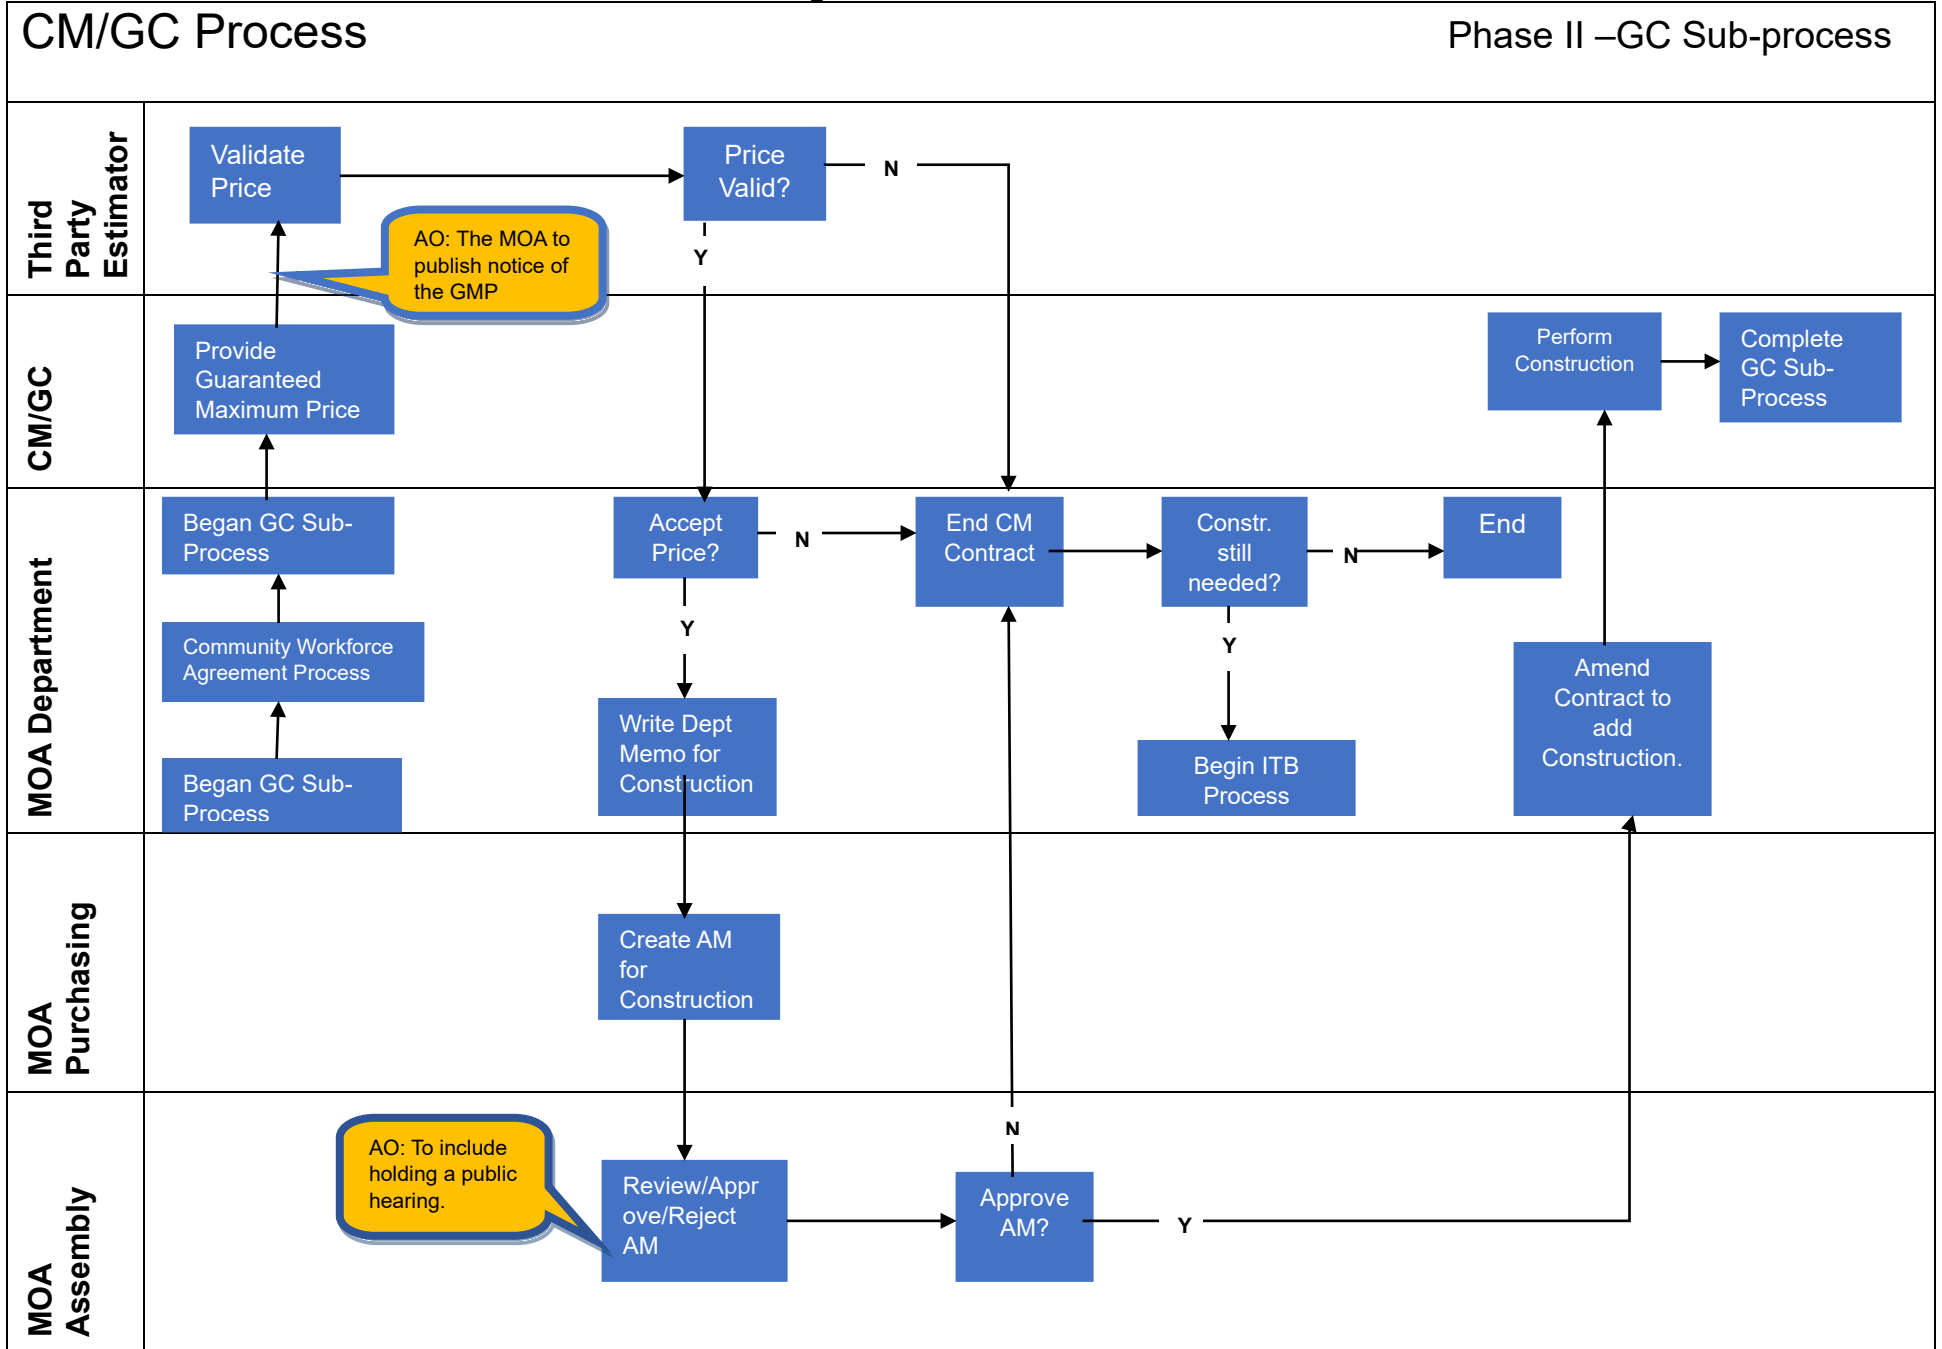 CM/GC Process
Phase II –GC Sub-process
Third
Party
Estimator
Validate
Price
Price
Valid?
N
AO: The MOA to
publish notice of
the GMP
Y
CM/GC
Provide
Guaranteed
Maximum Price
Perform
Construction
Complete
GC Sub-
Process
MOA Department
Began GC Sub-
Process
Accept
Price?
N
End CM
Contract
Constr.
still
needed?
N
End
Community Workforce
Agreement Process
Y
Y
Began GC Sub-
Process
Write Dept
Memo for
Construction
Begin ITB
Process
Amend
Contract to
add
Construction.
MOA
Purchasing
Create AM
for
Construction
MOA
Assembly
AO: To include
holding a public
hearing.
Review/Appr
ove/Reject
AM
N
Approve
AM?
Y